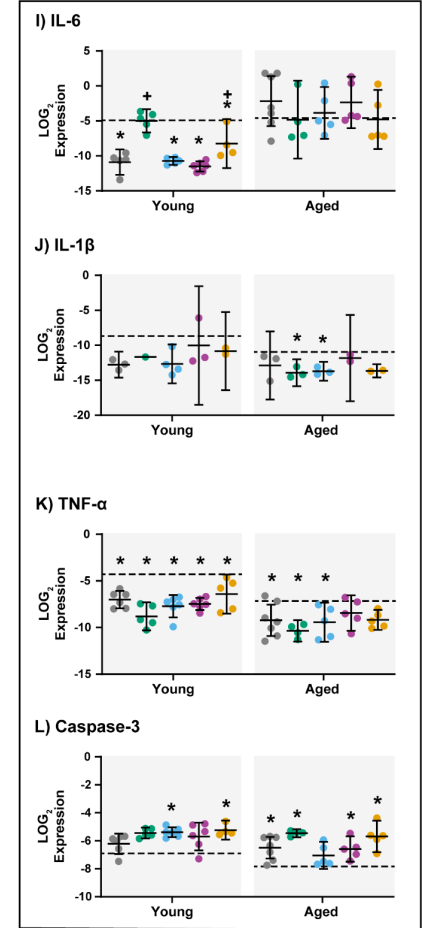 I) IL-6
LOG2 Expression
5
0
-5
-10
-15
* + * * + *
Young
Aged
J) IL-1β
LOG2 Expression
0
-5
-10
-15
-20
* *
Young
Aged
K) TNF-α
LOG2 Expression
0
-5
-10
-15
* * * * * * * *
Young
Aged
L) Caspase-3
LOG2 Expression
0
-2
-4
-6
-8
-10
* * * * * *
Young
Aged